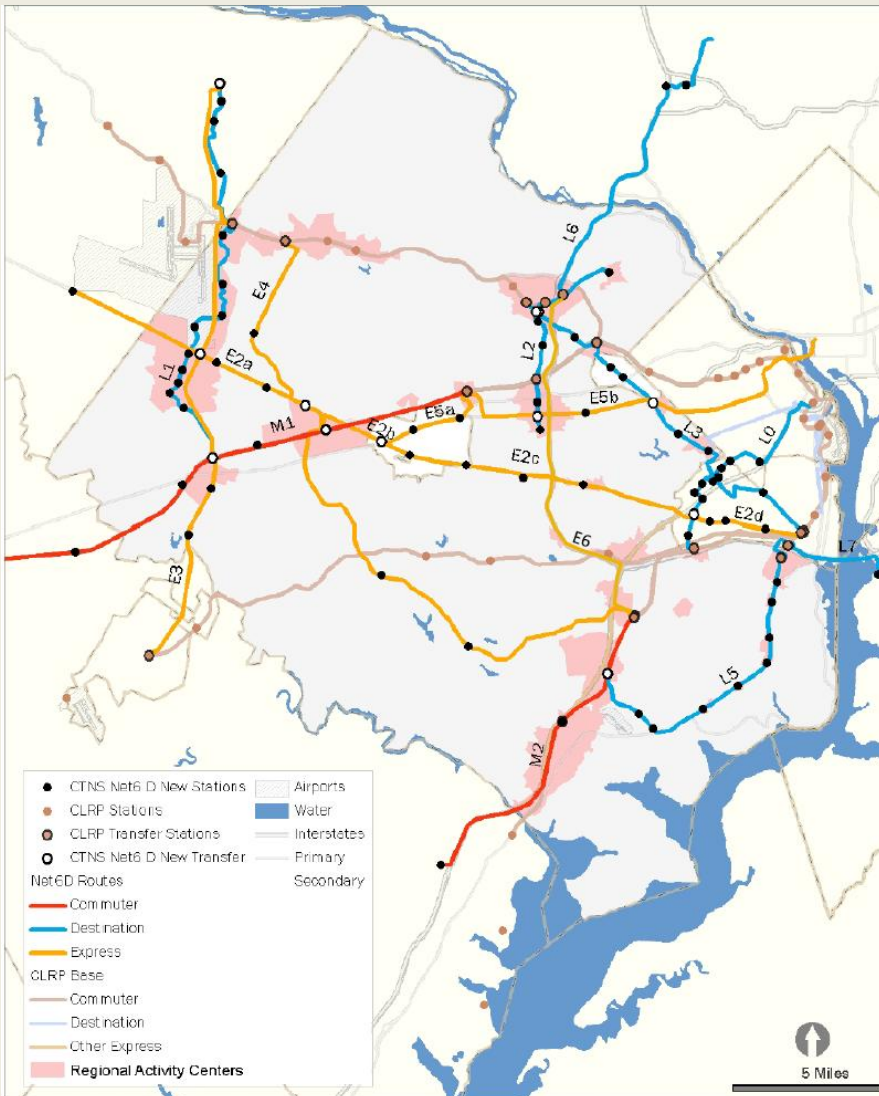 L6
E4
L1
E2a
L2
M1
E2b
E5a
E5b
L3
L0
E2c
E2d
E6
L7
E3
L5
M2
CTNS Net6 D New Stations
CLRP Stations
CLRP Transfer Stations
CTNS Net6 D New Transfer
Net6D Routes
Commuter
Destination
Express
CLRP Base
Commuter
Destination
Other Express
Regional Activity Centers
Airports
Water
Interstates
Primary
Secondary
5 Miles